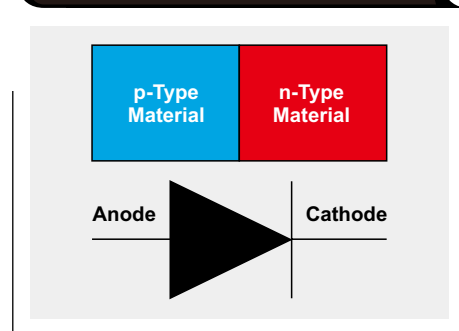 p-Type
Material
n-Type
Material
Anode
Cathode